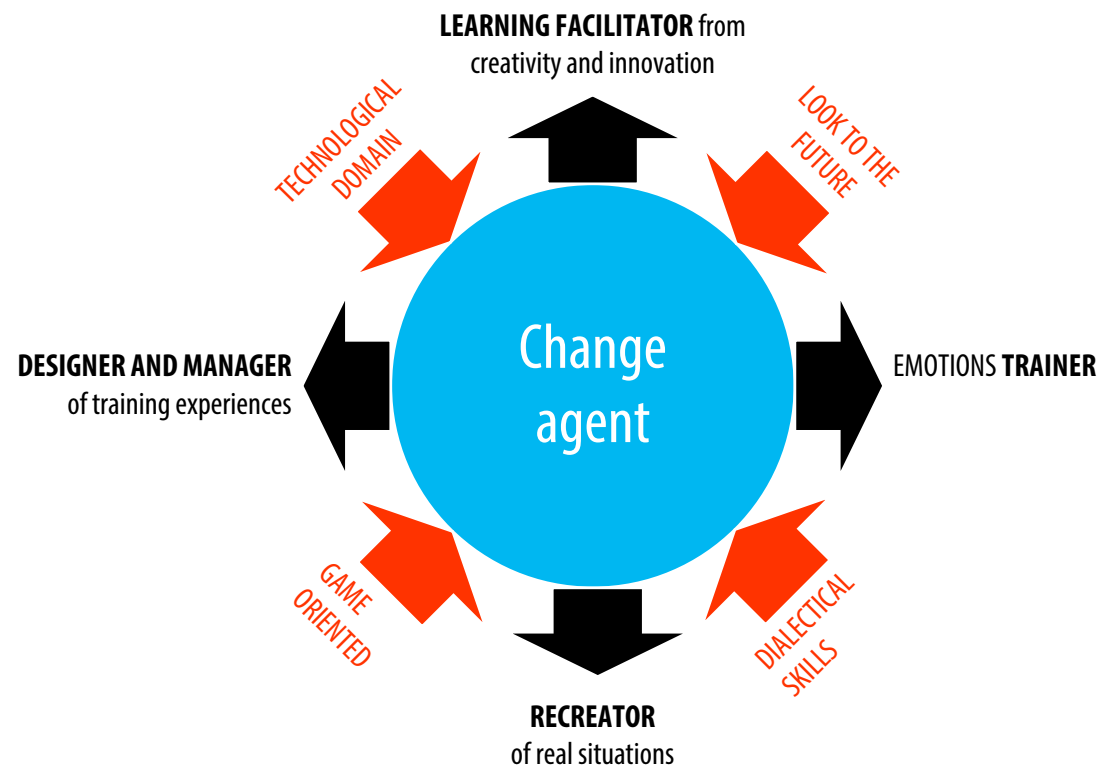 LEARNING FACILITATOR from
creativity and innovation
TECHNOLOGICAL
DOMAIN
LOOK TO THE
FUTURE
DESIGNER AND MANAGER
of training experiences
Change
agent
EMOTIONS TRAINER
GAME
ORIENTED
DIALECTICAL
SKILLS
RECREATOR
of real situations